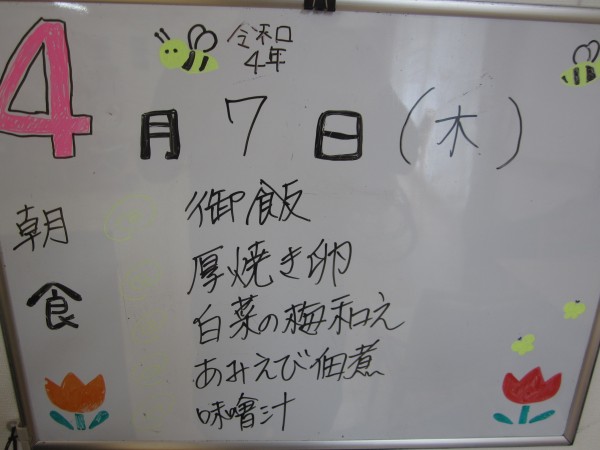 令和
4年
4月7日(木)
朝食
御飯
厚焼き卵
白菜の梅和え
あみえび佃煮
味噌汁